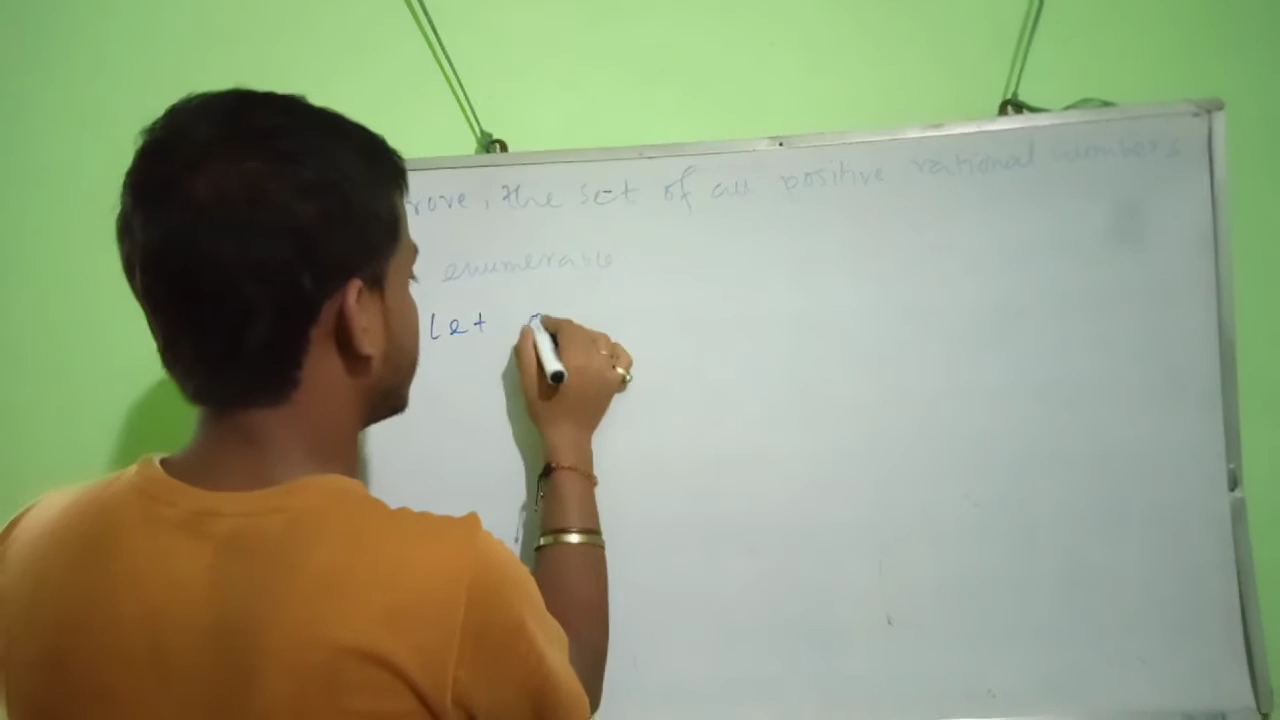 rove, the set of all positive rational numbers
enumerable
Let